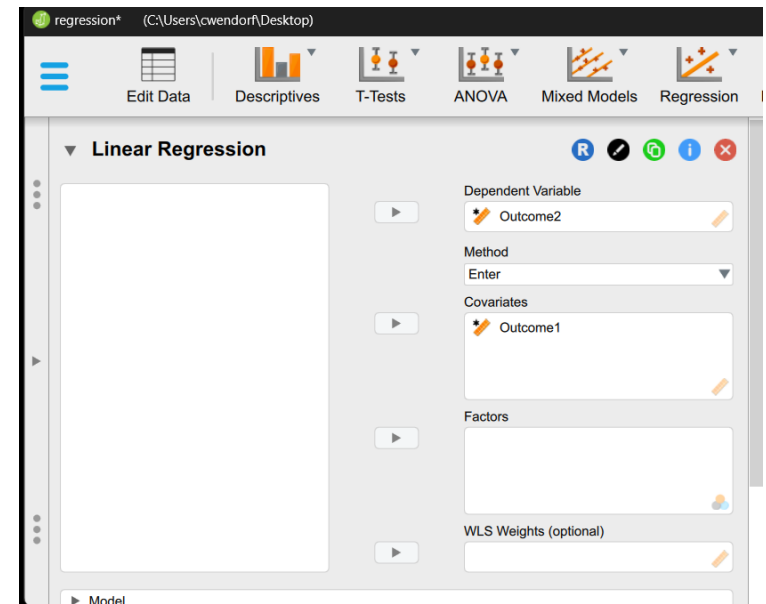 regression* (C:\Users\cwendorf\Desktop)
Edit Data Descriptives T-Tests ANOVA Mixed Models Regression
Linear Regression
R i
Dependent Variable
Outcome2
Method
Enter
Covariates
Outcome1
Factors
WLS Weights (optional)
Model